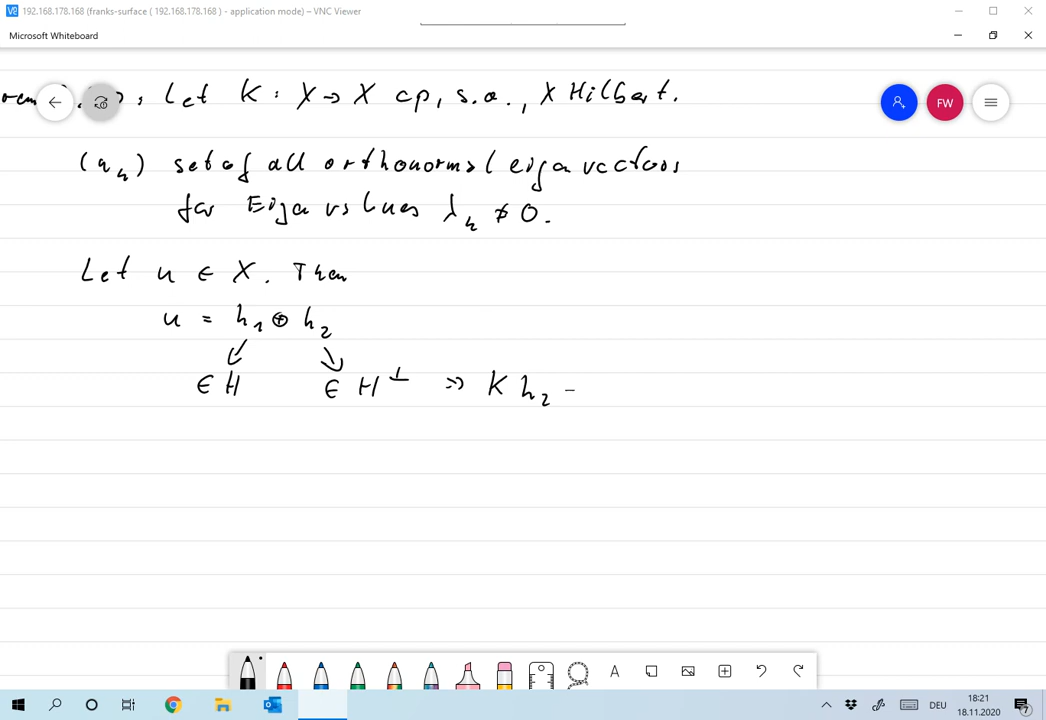 192.168.178.168 (franks-surface ( 192.168.178.168 ) - application mode) – VNC Viewer
Microsoft Whiteboard
: Let K : X → X cp, s.a., X Hilbert.
FW
(u_n) set of all orthonormal eigenvectors
for Eigenvalues λ_n ≠ 0.
Let u ∈ X. Then
u = h_1 ⊕ h_2
∈ H ∈ H^⊥ ⇒ K h_2 -
A
DEU
18:21
18.11.2020
7